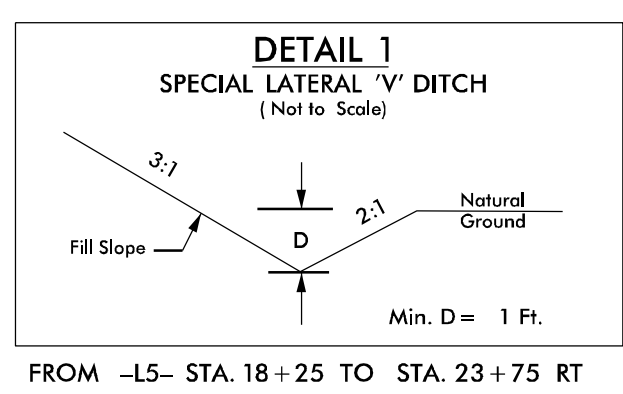 DETAIL 1
SPECIAL LATERAL 'V' DITCH
( Not to Scale)
3:1
2:1
Natural
Ground
D
Fill Slope
Min. D = 1 Ft.
FROM -L5- STA. 18+25 TO STA. 23+75 RT